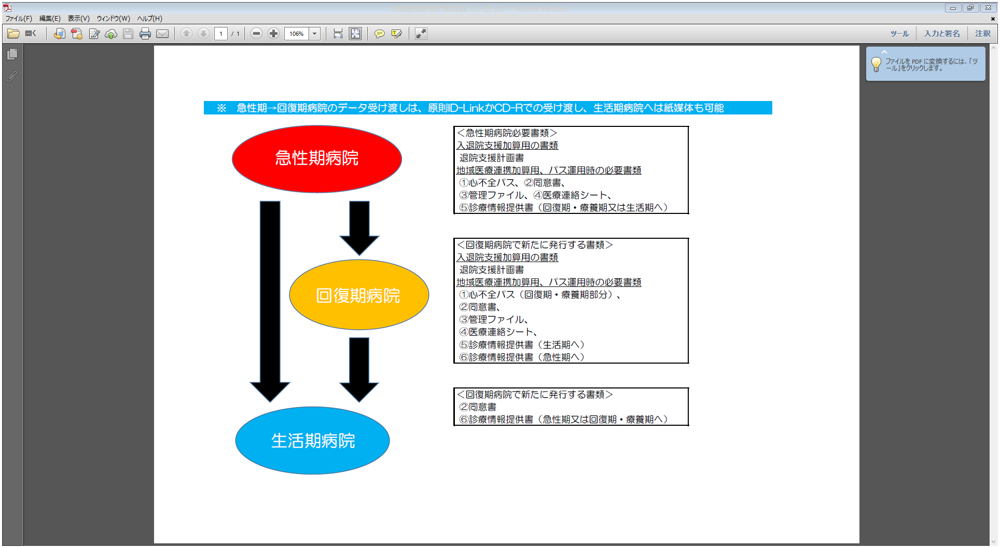 ファイル(F) 編集(E) 表示(V) ウィンドウ(W) ヘルプ(H)
開く 1 / 1 106% ツール 入力と署名 注釈
ファイルを PDF に変換するには、「ツ
ール」をクリックします。
※ 急性期→回復期病院のデータ受け渡しは、原則ID-LinkかCD-Rでの受け渡し、生活期病院へは紙媒体も可能
急性期病院
＜急性期病院必要書類＞
入退院支援加算用の書類
退院支援計画書
地域医療連携加算用、パス運用時の必要書類
①心不全パス、②同意書、
③管理ファイル、④医療連絡シート、
⑤診療情報提供書（回復期・療養期又は生活期へ）
回復期病院
＜回復期病院で新たに発行する書類＞
入退院支援加算用の書類
退院支援計画書
地域医療連携加算用、パス運用時の必要書類
①心不全パス（回復期・療養期部分）、
②同意書、
③管理ファイル、
④医療連絡シート、
⑤診療情報提供書（生活期へ）
⑥診療情報提供書（急性期へ）
生活期病院
＜回復期病院で新たに発行する書類＞
②同意書
⑥診療情報提供書（急性期又は回復期・療養期へ）